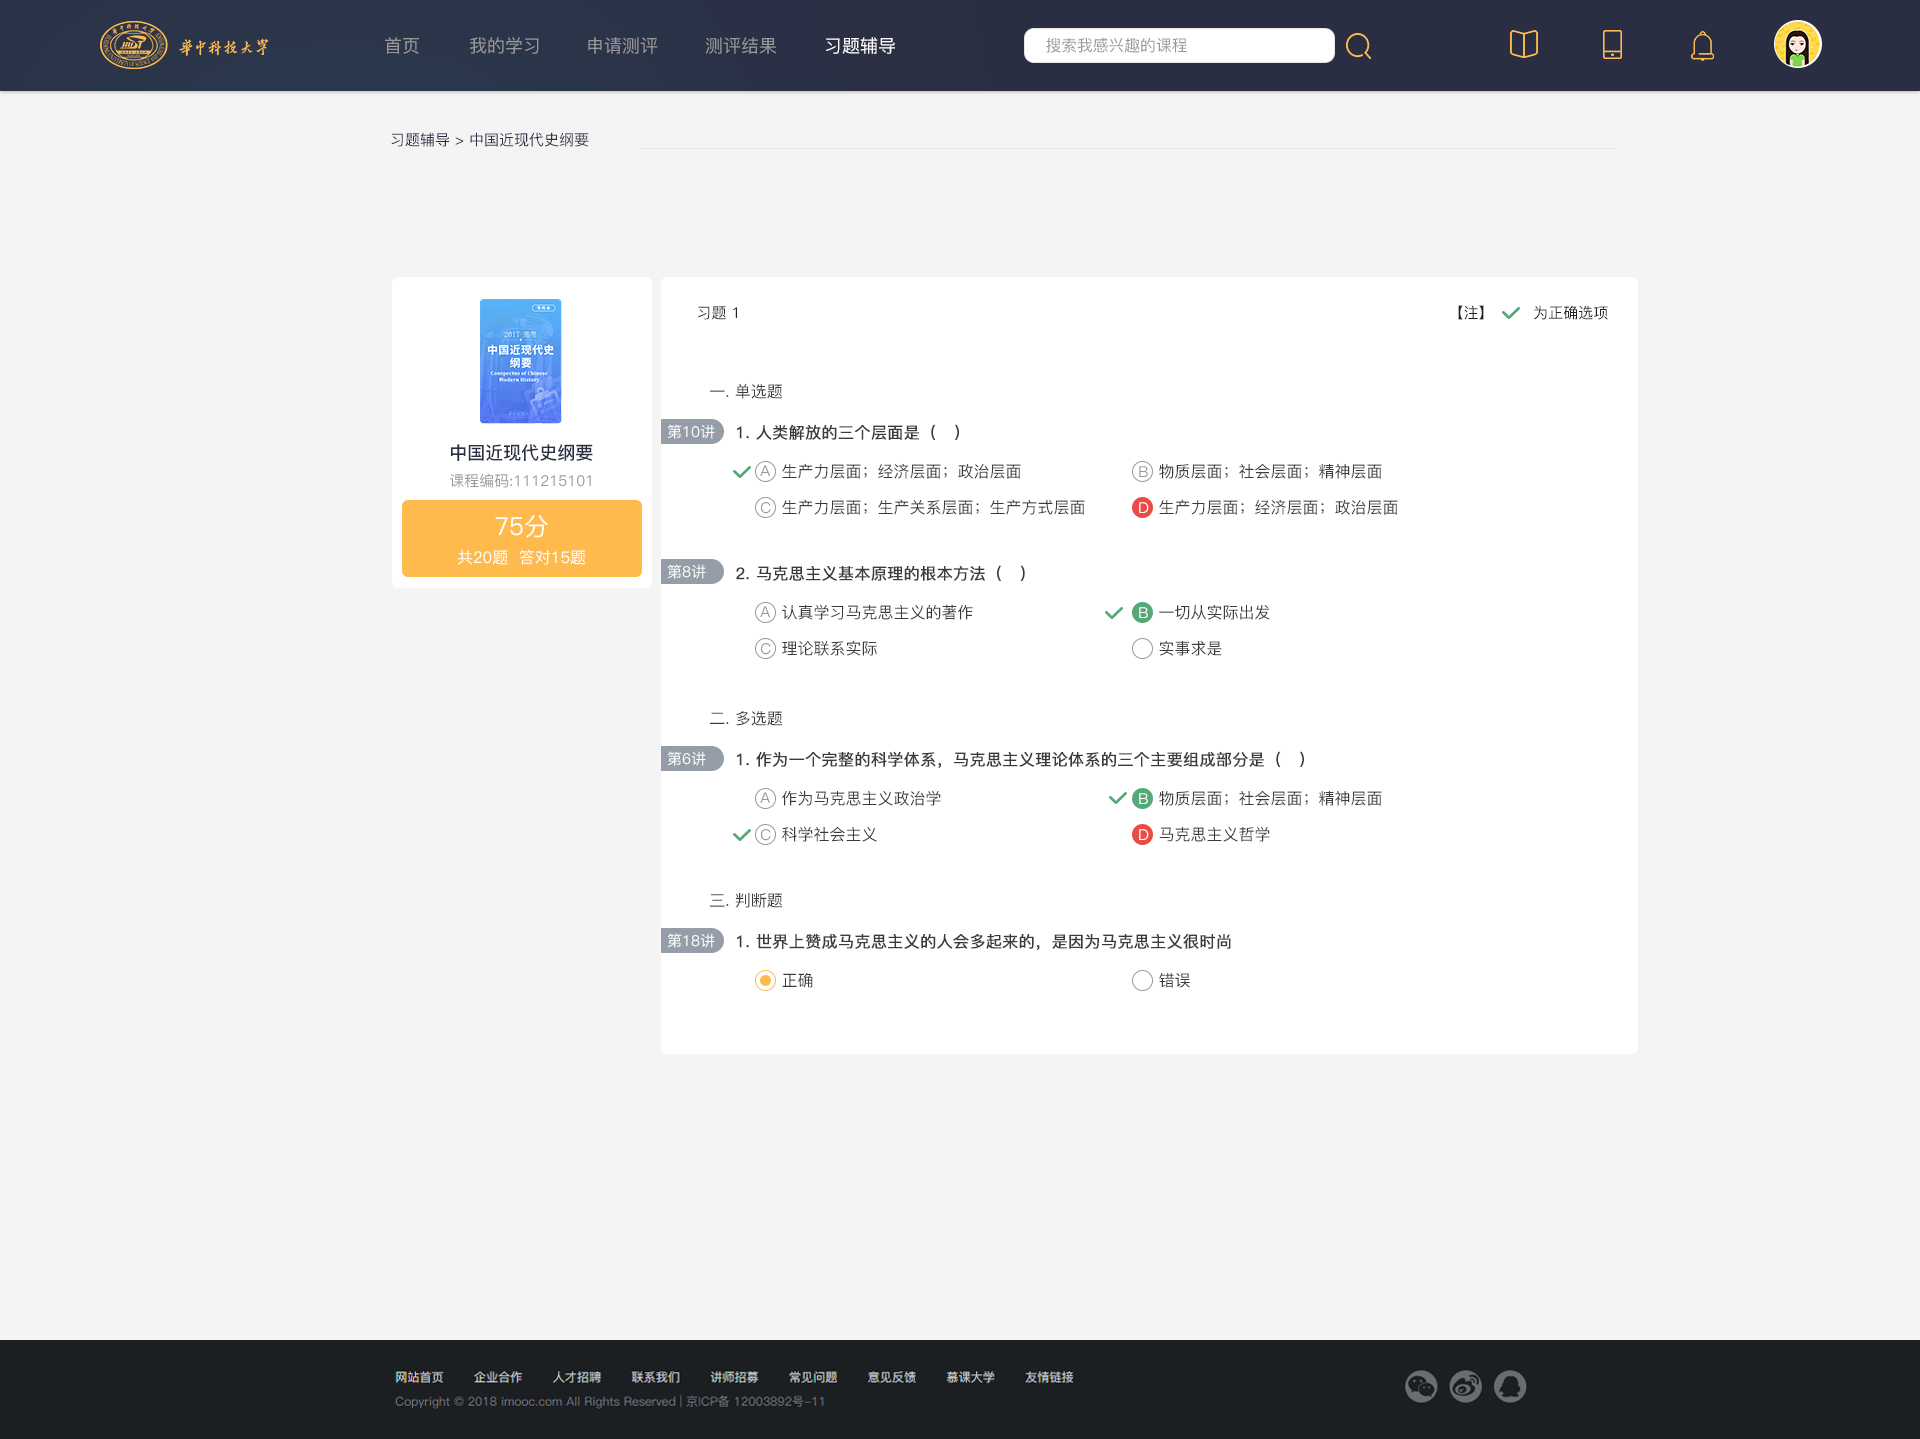 華中科技大學
首页 我的学习 申请测评 测评结果 习题辅导
搜索我感兴趣的课程
习题辅导 > 中国近现代史纲要
2017
中国近现代史
纲要
Conspectus of Chinese
Modern History
中国近现代史纲要
课程编码:111215101
75分
共20题 答对15题
习题 1
【注】 为正确选项
一. 单选题
第10讲 1. 人类解放的三个层面是（ ）
A 生产力层面；经济层面；政治层面 B 物质层面；社会层面；精神层面
C 生产力层面；生产关系层面；生产方式层面 D 生产力层面；经济层面；政治层面
第8讲 2. 马克思主义基本原理的根本方法（ ）
A 认真学习马克思主义的著作 B 一切从实际出发
C 理论联系实际 实事求是
二. 多选题
第6讲 1. 作为一个完整的科学体系，马克思主义理论体系的三个主要组成部分是（ ）
A 作为马克思主义政治学 B 物质层面；社会层面；精神层面
C 科学社会主义 D 马克思主义哲学
三. 判断题
第18讲 1. 世界上赞成马克思主义的人会多起来的，是因为马克思主义很时尚
正确 错误
网站首页 企业合作 人才招聘 联系我们 讲师招募 常见问题 意见反馈 慕课大学 友情链接
Copyright © 2018 imooc.com All Rights Reserved | 京ICP备 12003892号-11